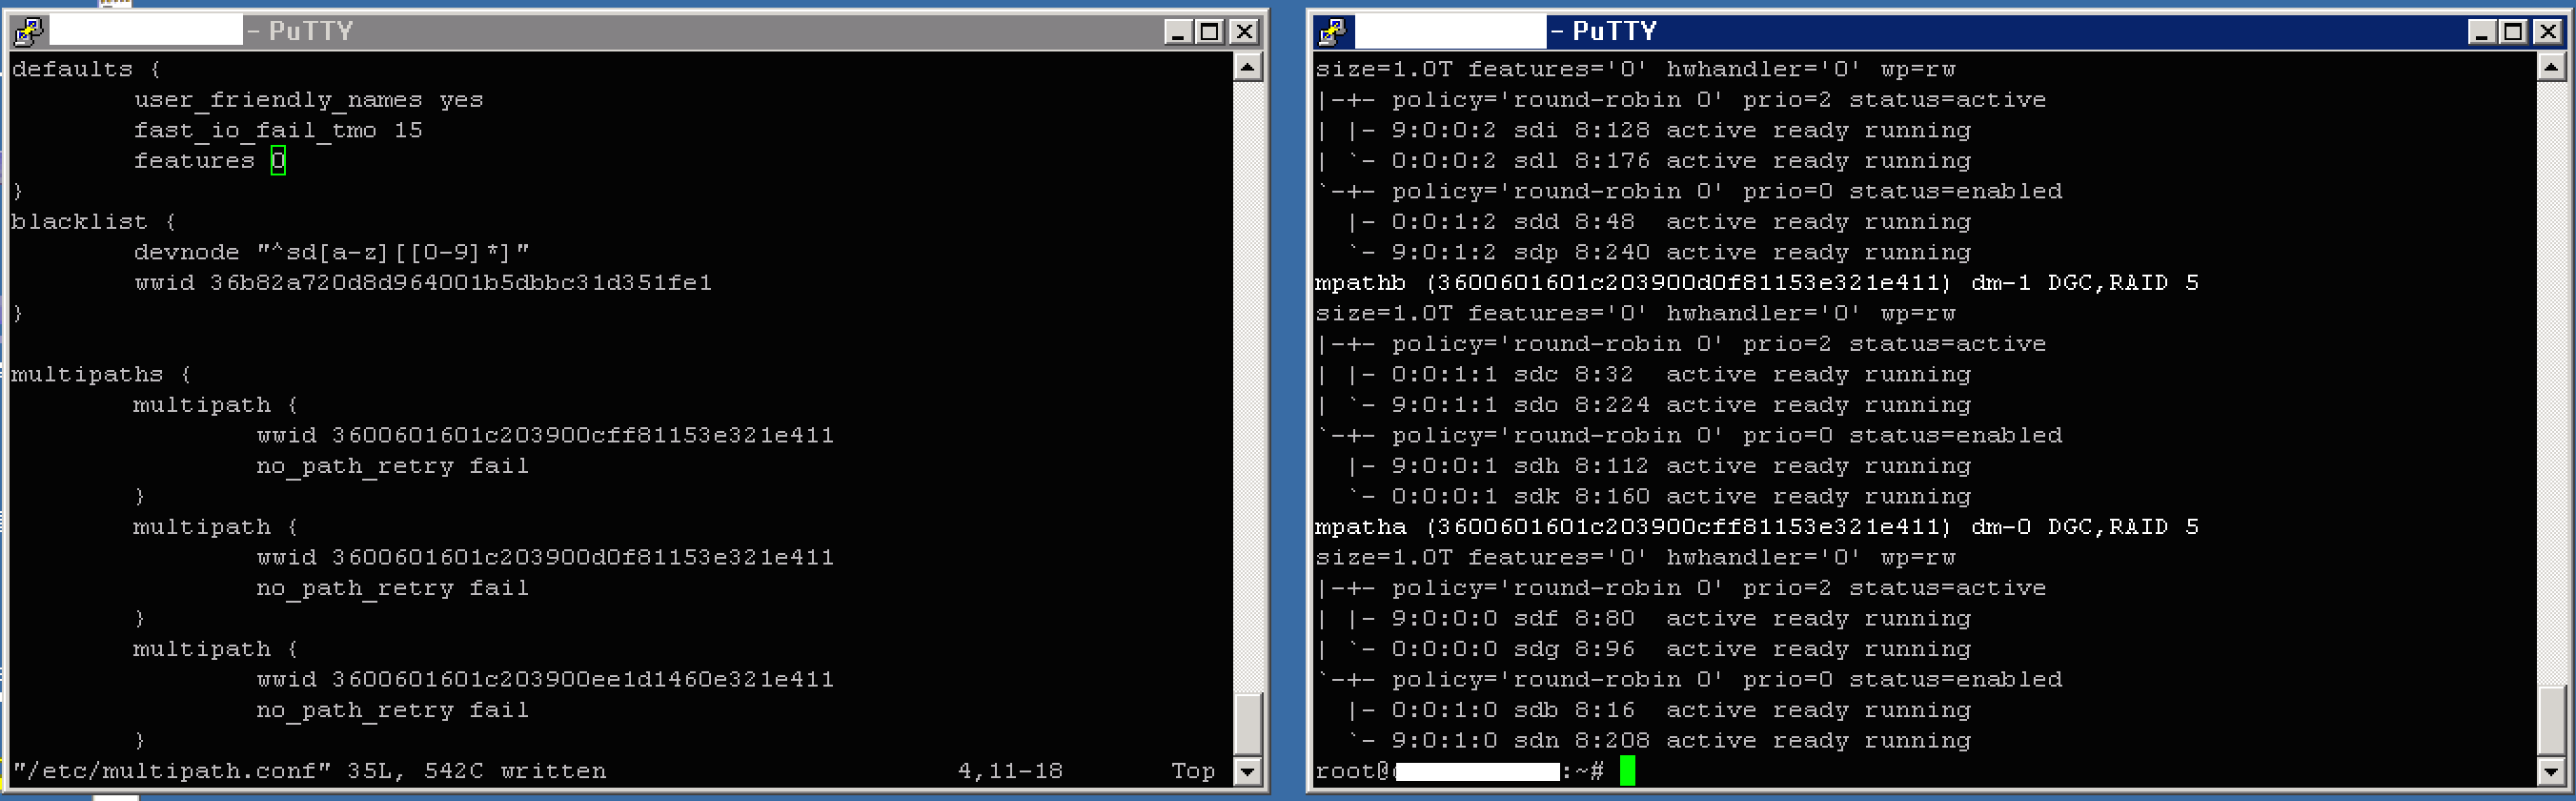 - PuTTY
defaults {
user_friendly_names yes
fast_io_fail_tmo 15
features 0
}
blacklist {
devnode "^sd[a-z][[0-9]*]"
wwid 36b82a720d8d964001b5dbbc31d351fe1
}
multipaths {
multipath {
wwid 3600601601c203900cff81153e321e411
no_path_retry fail
}
multipath {
wwid 3600601601c203900d0f81153e321e411
no_path_retry fail
}
multipath {
wwid 3600601601c203900ee1d1460e321e411
no_path_retry fail
}
"/etc/multipath.conf" 35L, 542C written 4,11-18 Top
- PuTTY
size=1.0T features='0' hwhandler='0' wp=rw
|-+- policy='round-robin 0' prio=2 status=active
| |- 9:0:0:2 sdi 8:128 active ready running
| `- 0:0:0:2 sdl 8:176 active ready running
`-+- policy='round-robin 0' prio=0 status=enabled
|- 0:0:1:2 sdd 8:48 active ready running
`- 9:0:1:2 sdp 8:240 active ready running
mpathb (3600601601c203900d0f81153e321e411) dm-1 DGC,RAID 5
size=1.0T features='0' hwhandler='0' wp=rw
|-+- policy='round-robin 0' prio=2 status=active
| |- 0:0:1:1 sdc 8:32 active ready running
| `- 9:0:1:1 sdo 8:224 active ready running
`-+- policy='round-robin 0' prio=0 status=enabled
|- 9:0:0:1 sdh 8:112 active ready running
`- 0:0:0:1 sdk 8:160 active ready running
mpatha (3600601601c203900cff81153e321e411) dm-0 DGC,RAID 5
size=1.0T features='0' hwhandler='0' wp=rw
|-+- policy='round-robin 0' prio=2 status=active
| |- 9:0:0:0 sdf 8:80 active ready running
| `- 0:0:0:0 sdg 8:96 active ready running
`-+- policy='round-robin 0' prio=0 status=enabled
|- 0:0:1:0 sdb 8:16 active ready running
`- 9:0:1:0 sdn 8:208 active ready running
root@ :~#